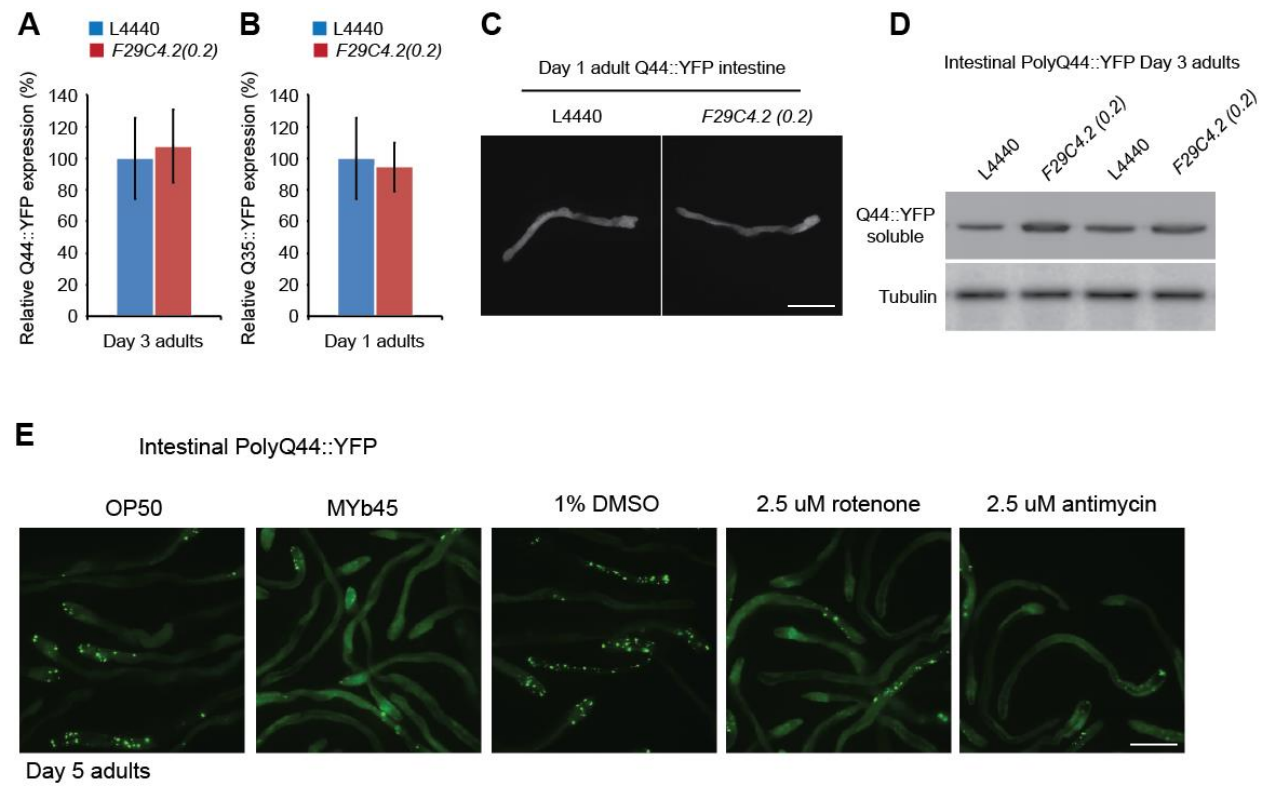 A
L4440
F29C4.2(0.2)
Relative Q44::YFP expression (%)
140
120
100
80
60
40
20
0
Day 3 adults
B
L4440
F29C4.2(0.2)
Relative Q35::YFP expression (%)
140
120
100
80
60
40
20
0
Day 1 adults
C
Day 1 adult Q44::YFP intestine
L4440
F29C4.2 (0.2)
D
Intestinal PolyQ44::YFP Day 3 adults
L4440
F29C4.2 (0.2)
L4440
F29C4.2 (0.2)
Q44::YFP
soluble
Tubulin
E
Intestinal PolyQ44::YFP
OP50
MYb45
1% DMSO
2.5 uM rotenone
2.5 uM antimycin
Day 5 adults